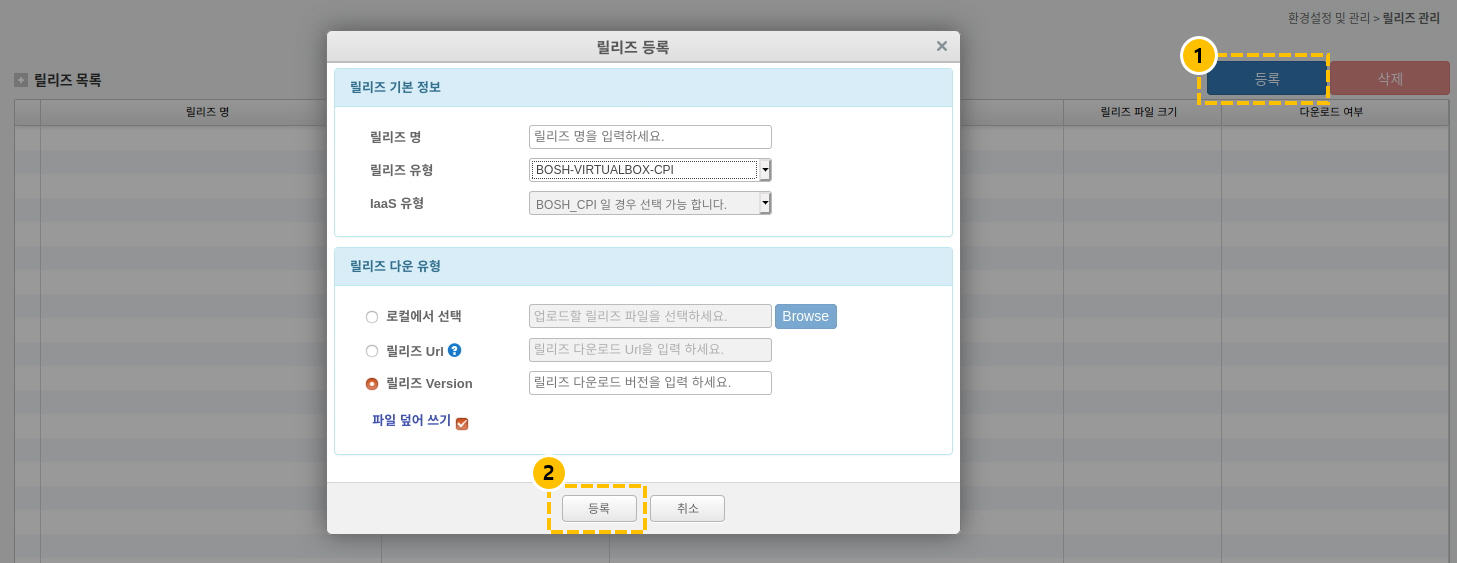 환경설정 및 관리 > 릴리즈 관리
릴리즈 등록 ×
1
릴리즈 목록 등록 삭제
릴리즈 명 릴리즈 파일 크기 다운로드 여부
릴리즈 기본 정보
릴리즈 명 릴리즈 명을 입력하세요.
릴리즈 유형 BOSH-VIRTUALBOX-CPI
IaaS 유형 BOSH_CPI 일 경우 선택 가능 합니다.
릴리즈 다운 유형
로컬에서 선택 업로드할 릴리즈 파일을 선택하세요. Browse
릴리즈 Url ? 릴리즈 다운로드 Url을 입력 하세요.
릴리즈 Version 릴리즈 다운로드 버전을 입력 하세요.
파일 덮어 쓰기
2
등록 취소